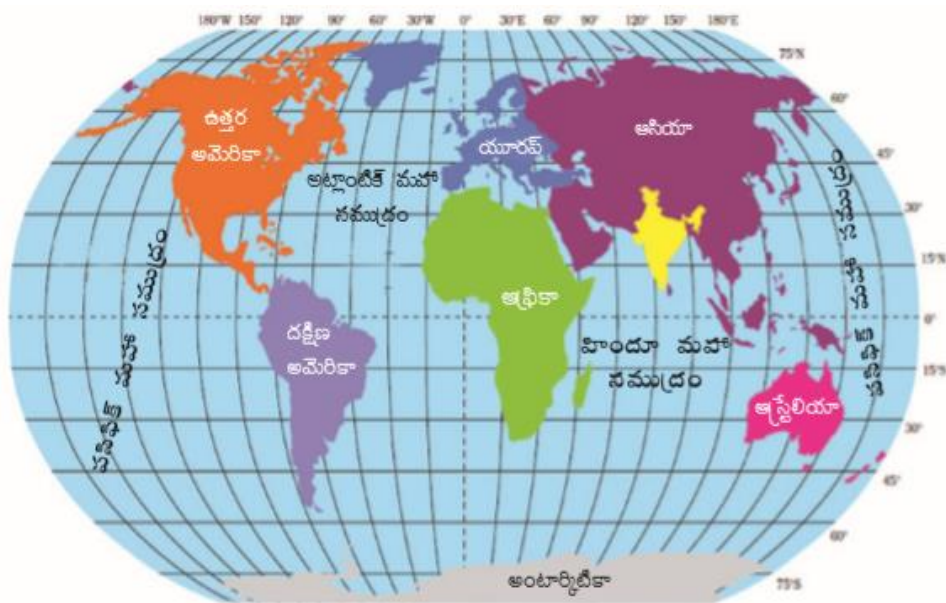 180°W 150° 120° 90° 60° 30W 0° 30°E 60° 90° 120° 150° 180°E
75°N
60°
45°
30°
15°N
0°
15°S
30°
45°
60°
75°S
ఉత్తర
అమెరికా
యూరప్
ఆసియా
అట్లాంటిక్ మహా
సముద్రం
పసిఫిక్ మహా సముద్రం
ఆఫ్రికా
దక్షిణ
అమెరికా
హిందూ మహా
సముద్రం
పసిఫిక్ మహా సముద్రం
ఆస్ట్రేలియా
అంటార్కిటికా